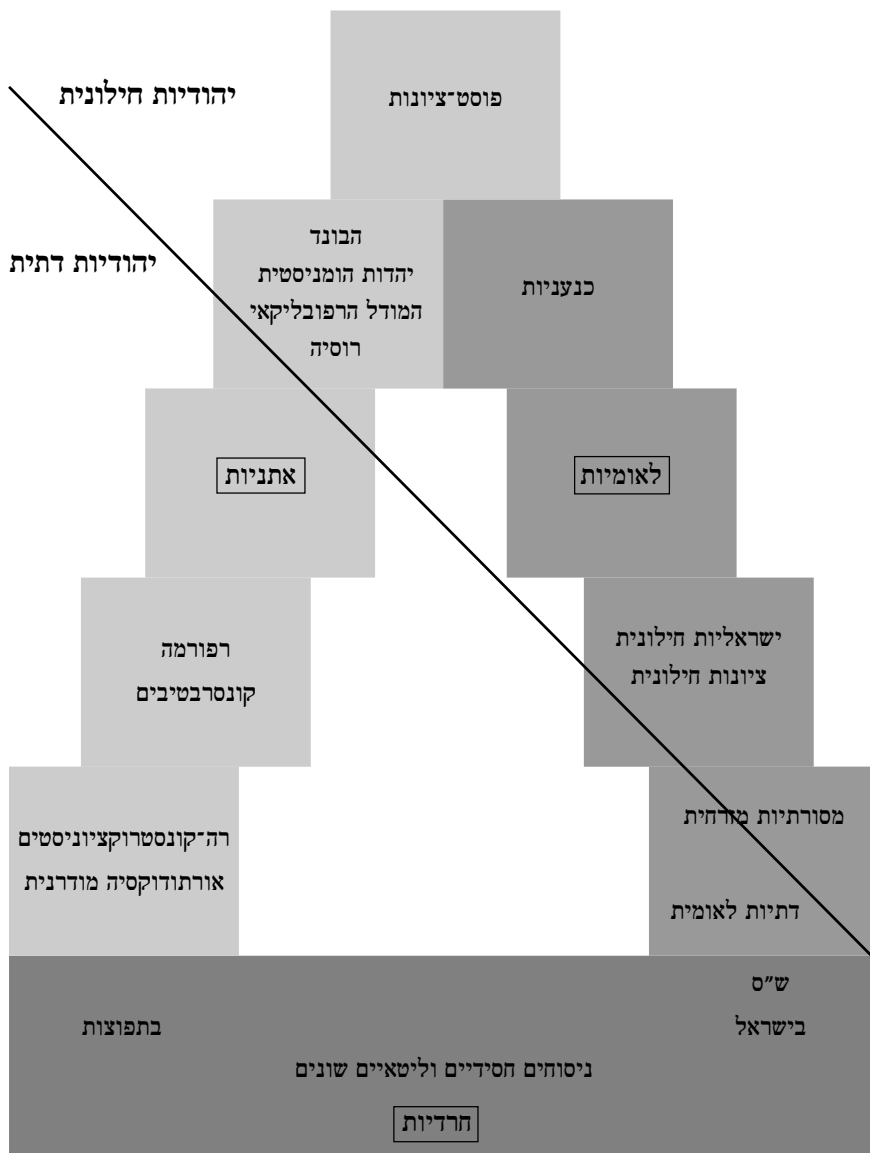 יהודיות חילונית
פוסט־ציונות
יהודיות דתית
הבונד
יהדות הומניסטית
המודל הרפובליקאי
רוסיה
כנעניות
לאומיות
אתניות
ישראליות חילונית
ציונות חילונית
רפורמה
קונסרבטיבים
מסורתיות מזרחית
דתיות לאומית
רה־קונסטרוקציוניסטים
אורתודוקסיה מודרנית
ש״ס
בישראל
בתפוצות
ניסוחים חסידיים וליטאיים שונים
חרדיות